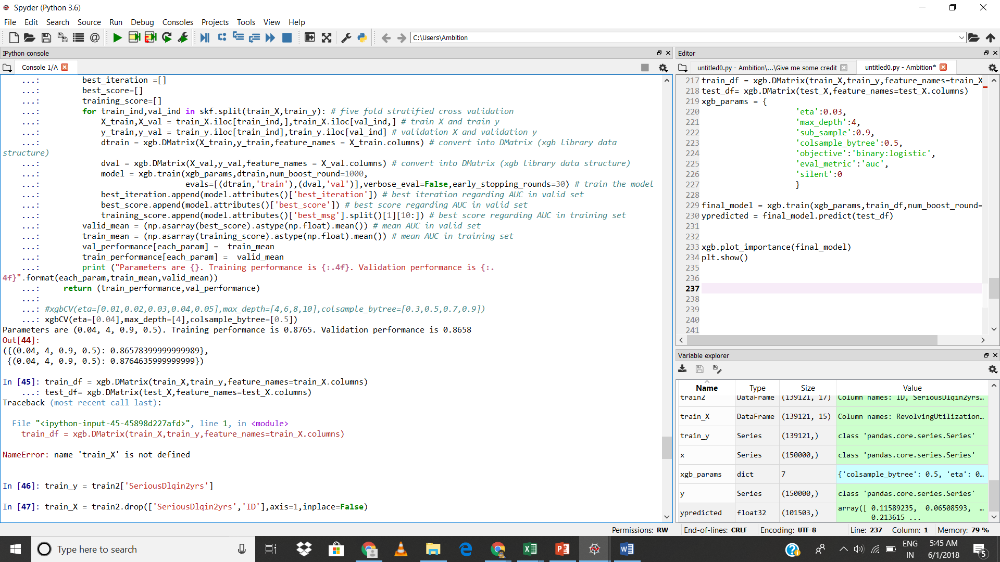 Spyder (Python 3.6)
File Edit Search Source Run Debug Consoles Projects Tools View Help
C:\Users\Ambition
IPython console
Console 1/A
   ...:         best_iteration =[]
   ...:         best_score=[]
   ...:         training_score=[]
   ...:         for train_ind,val_ind in skf.split(train_X,train_y): # five fold stratified cross validation
   ...:             X_train,X_val = train_X.iloc[train_ind,],train_X.iloc[val_ind,] # train X and train y
   ...:             y_train,y_val = train_y.iloc[train_ind],train_y.iloc[val_ind] # validation X and validation y
   ...:             dtrain = xgb.DMatrix(X_train,y_train,feature_names = X_train.columns) # convert into DMatrix (xgb library data
structure)
   ...:             dval = xgb.DMatrix(X_val,y_val,feature_names = X_val.columns) # convert into DMatrix (xgb library data structure)
   ...:             model = xgb.train(xgb_params,dtrain,num_boost_round=1000,
   ...:                               evals=[(dtrain,'train'),(dval,'val')],verbose_eval=False,early_stopping_rounds=30) # train the model
   ...:             best_iteration.append(model.attributes()['best_iteration']) # best iteration regarding AUC in valid set
   ...:             best_score.append(model.attributes()['best_score']) # best score regarding AUC in valid set
   ...:             training_score.append(model.attributes()['best_msg'].split()[1][10:]) # best score regarding AUC in training set
   ...:         valid_mean = (np.asarray(best_score).astype(np.float).mean()) # mean AUC in valid set
   ...:         train_mean = (np.asarray(training_score).astype(np.float).mean()) # mean AUC in training set
   ...:         val_performance[each_param] =  train_mean
   ...:         train_performance[each_param] =  valid_mean
   ...:         print ("Parameters are {}. Training performance is {:.4f}. Validation performance is {:.
4f}".format(each_param,train_mean,valid_mean))
   ...:     return (train_performance,val_performance)
   ...:
   ...: #xgbCV(eta=[0.01,0.02,0.03,0.04,0.05],max_depth=[4,6,8,10],colsample_bytree=[0.3,0.5,0.7,0.9])
   ...: xgbCV(eta=[0.04],max_depth=[4],colsample_bytree=[0.5])
Parameters are (0.04, 4, 0.9, 0.5). Training performance is 0.8765. Validation performance is 0.8658
Out[44]:
({(0.04, 4, 0.9, 0.5): 0.86578399999999989},
 {(0.04, 4, 0.9, 0.5): 0.8764635999999999})
In [45]: train_df = xgb.DMatrix(train_X,train_y,feature_names=train_X.columns)
   ...: test_df= xgb.DMatrix(test_X,feature_names=test_X.columns)
Traceback (most recent call last):
  File "<ipython-input-45-45898d227afd>", line 1, in <module>
    train_df = xgb.DMatrix(train_X,train_y,feature_names=train_X.columns)
NameError: name 'train_X' is not defined
In [46]: train_y = train2['SeriousDlqin2yrs']
In [47]: train_X = train2.drop(['SeriousDlqin2yrs','ID'],axis=1,inplace=False)
Editor
untitled0.py - Ambition\...\Give me some credit untitled0.py - Ambition*
217 train_df = xgb.DMatrix(train_X,train_y,feature_names=train_X
218 test_df= xgb.DMatrix(test_X,feature_names=test_X.columns)
219 xgb_params = {
220 'eta':0.03,
221 'max_depth':4,
222 'sub_sample':0.9,
223 'colsample_bytree':0.5,
224 'objective':'binary:logistic',
225 'eval_metric':'auc',
226 'silent':0
227 }
228
229 final_model = xgb.train(xgb_params,train_df,num_boost_round=
230 ypredicted = final_model.predict(test_df)
231
232
233 xgb.plot_importance(final_model)
234 plt.show()
235
236
237
238
239
240
241
Variable explorer
Name Type Size Value
train2 DataFrame (139121, 17) Column names: ID, SeriousDlqin2yrs…
train_X DataFrame (139121, 15) Column names: RevolvingUtilization…
train_y Series (139121,) class 'pandas.core.series.Series'
x Series (150000,) class 'pandas.core.series.Series'
xgb_params dict 7 {'colsample_bytree': 0.5, 'eta': 0…
y Series (150000,) class 'pandas.core.series.Series'
ypredicted float32 (101503,) array([ 0.11589235, 0.06508593, …
0.213615 ...
Permissions: RW End-of-lines: CRLF Encoding: UTF-8 Line: 237 Column: 1 Memory: 79 %
Type here to search
ENG
IN
5:45 AM
6/1/2018
5